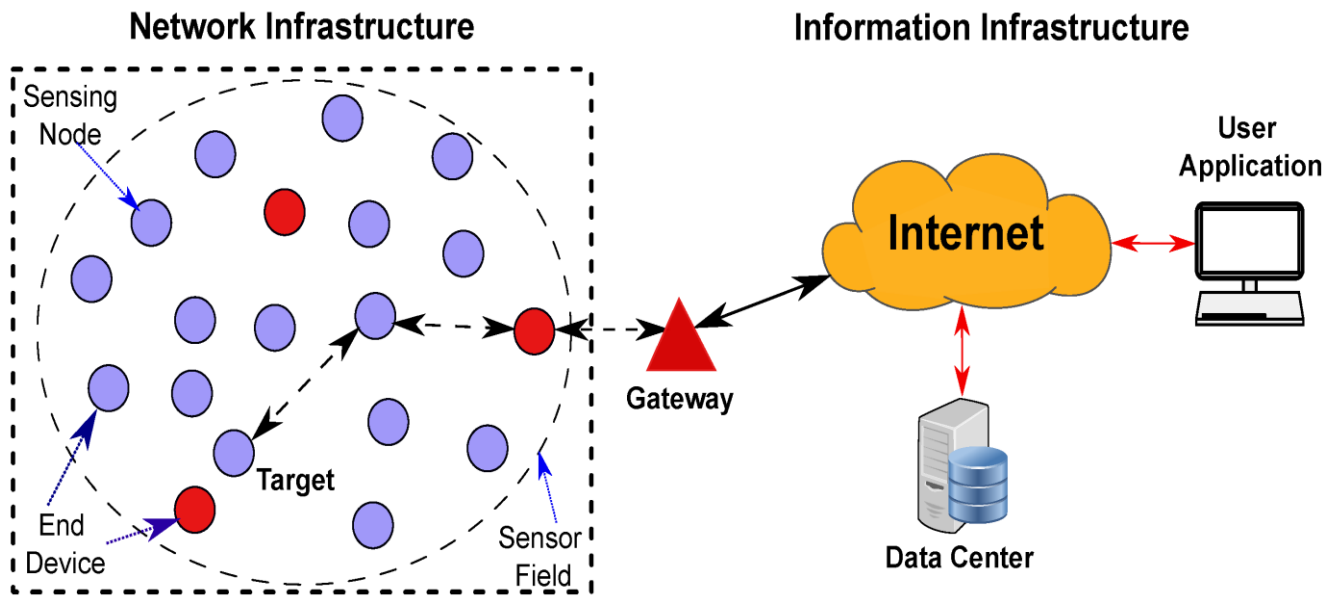 Network Infrastructure
Information Infrastructure
Sensing
Node
User
Application
Internet
Gateway
Target
End
Device
Sensor
Field
Data Center